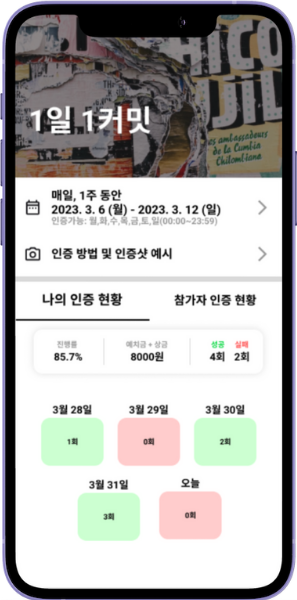 HICO
UJIL
es ambassadeurs
de la Cumbia
Chilombiana
1일 1커밋
매일, 1주 동안
2023. 3. 6 (월) - 2023. 3. 12 (일)
인증가능: 월,화,수,목,금,토,일(00:00~23:59)
인증 방법 및 인증샷 예시
나의 인증 현황 참가자 인증 현황
진행률 예치금 + 상금 성공 실패
85.7% 8000원 4회 2회
3월 28일 3월 29일 3월 30일
1회 0회 2회
3월 31일 오늘
3회 0회